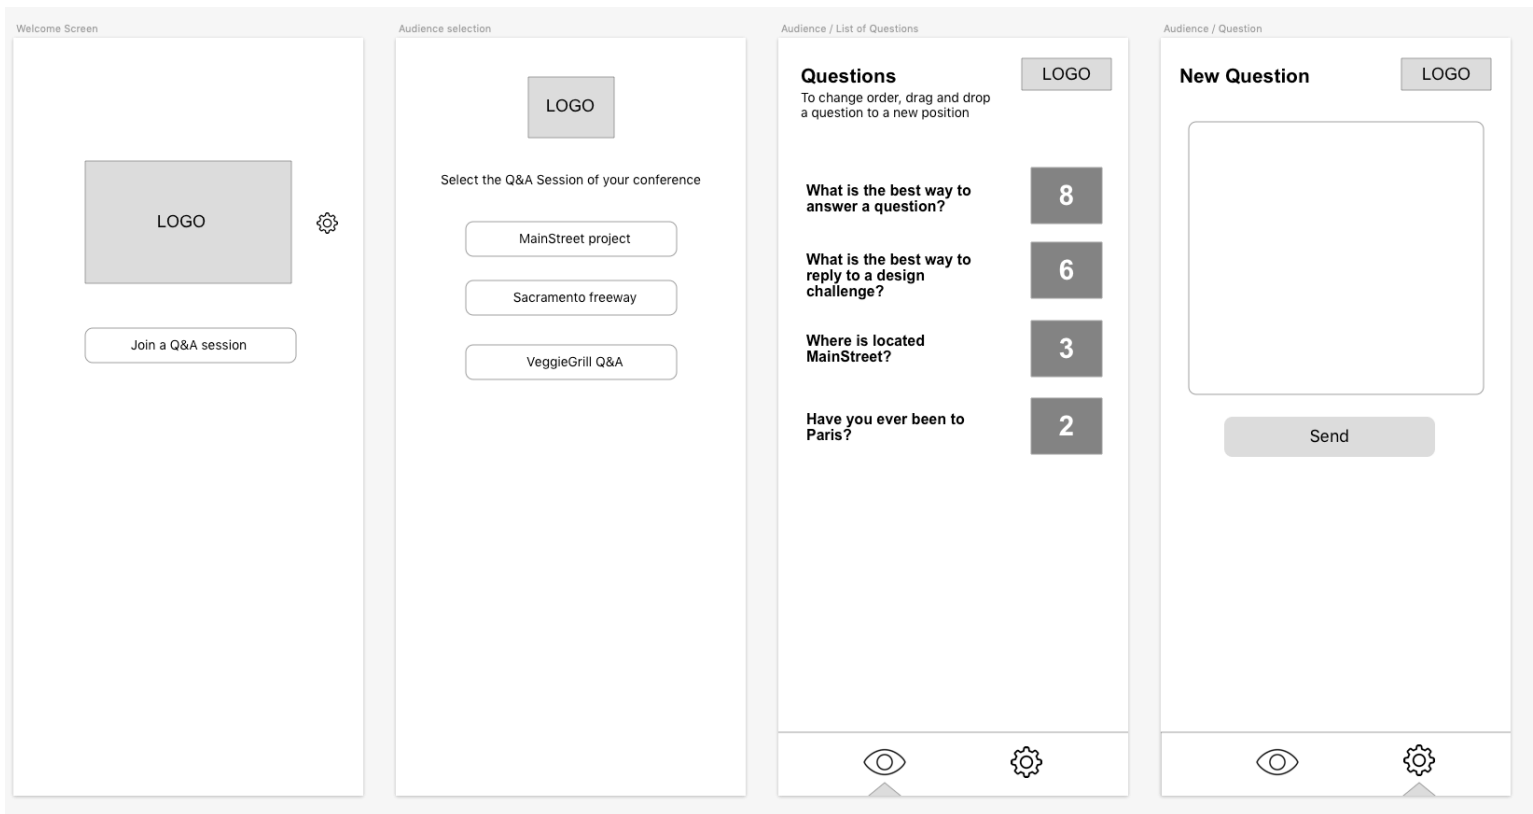 Welcome Screen
LOGO
Join a Q&A session
Audience selection
LOGO
Select the Q&A Session of your conference
MainStreet project
Sacramento freeway
VeggieGrill Q&A
Audience / List of Questions
Questions
LOGO
To change order, drag and drop
a question to a new position
What is the best way to
answer a question?
8
What is the best way to
reply to a design
challenge?
6
Where is located
MainStreet?
3
Have you ever been to
Paris?
2
Audience / Question
New Question
LOGO
Send